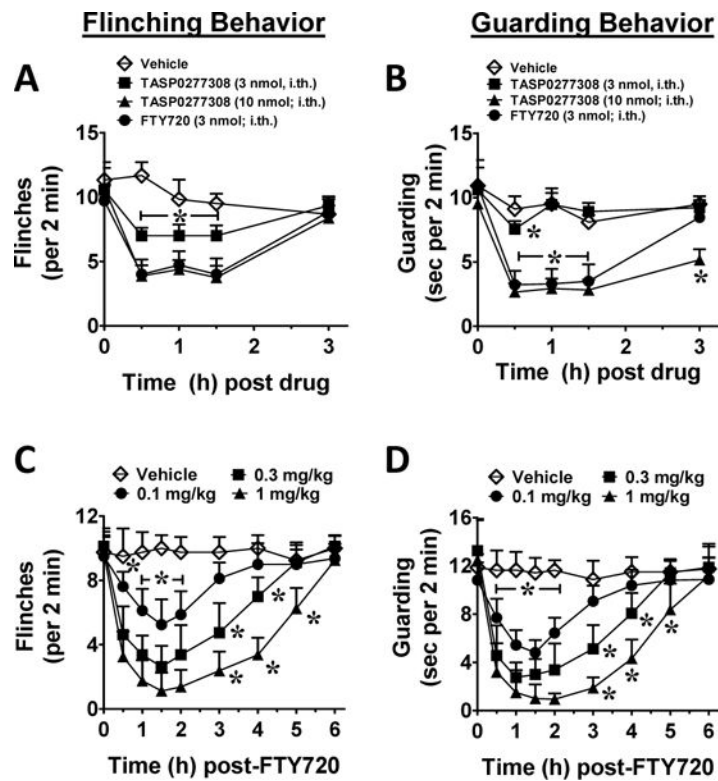 Flinching Behavior
Guarding Behavior
A
Vehicle
TASP0277308 (3 nmol, i.th.)
TASP0277308 (10 nmol; i.th.)
FTY720 (3 nmol; i.th.)
15
10
5
0
Flinches
(per 2 min)
*
0 1 2 3
Time (h) post drug
B
Vehicle
TASP0277308 (3 nmol, i.th.)
TASP0277308 (10 nmol; i.th.)
FTY720 (3 nmol; i.th.)
15
10
5
0
Guarding
(sec per 2 min)
*
*
*
0 1 2 3
Time (h) post drug
C
Vehicle 0.3 mg/kg
0.1 mg/kg 1 mg/kg
12
8
4
0
Flinches
(per 2 min)
* * * * * * *
0 1 2 3 4 5 6
Time (h) post-FTY720
D
Vehicle 0.3 mg/kg
0.1 mg/kg 1 mg/kg
16
12
8
4
0
Guarding
(sec per 2 min)
* * * * * *
0 1 2 3 4 5 6
Time (h) post-FTY720